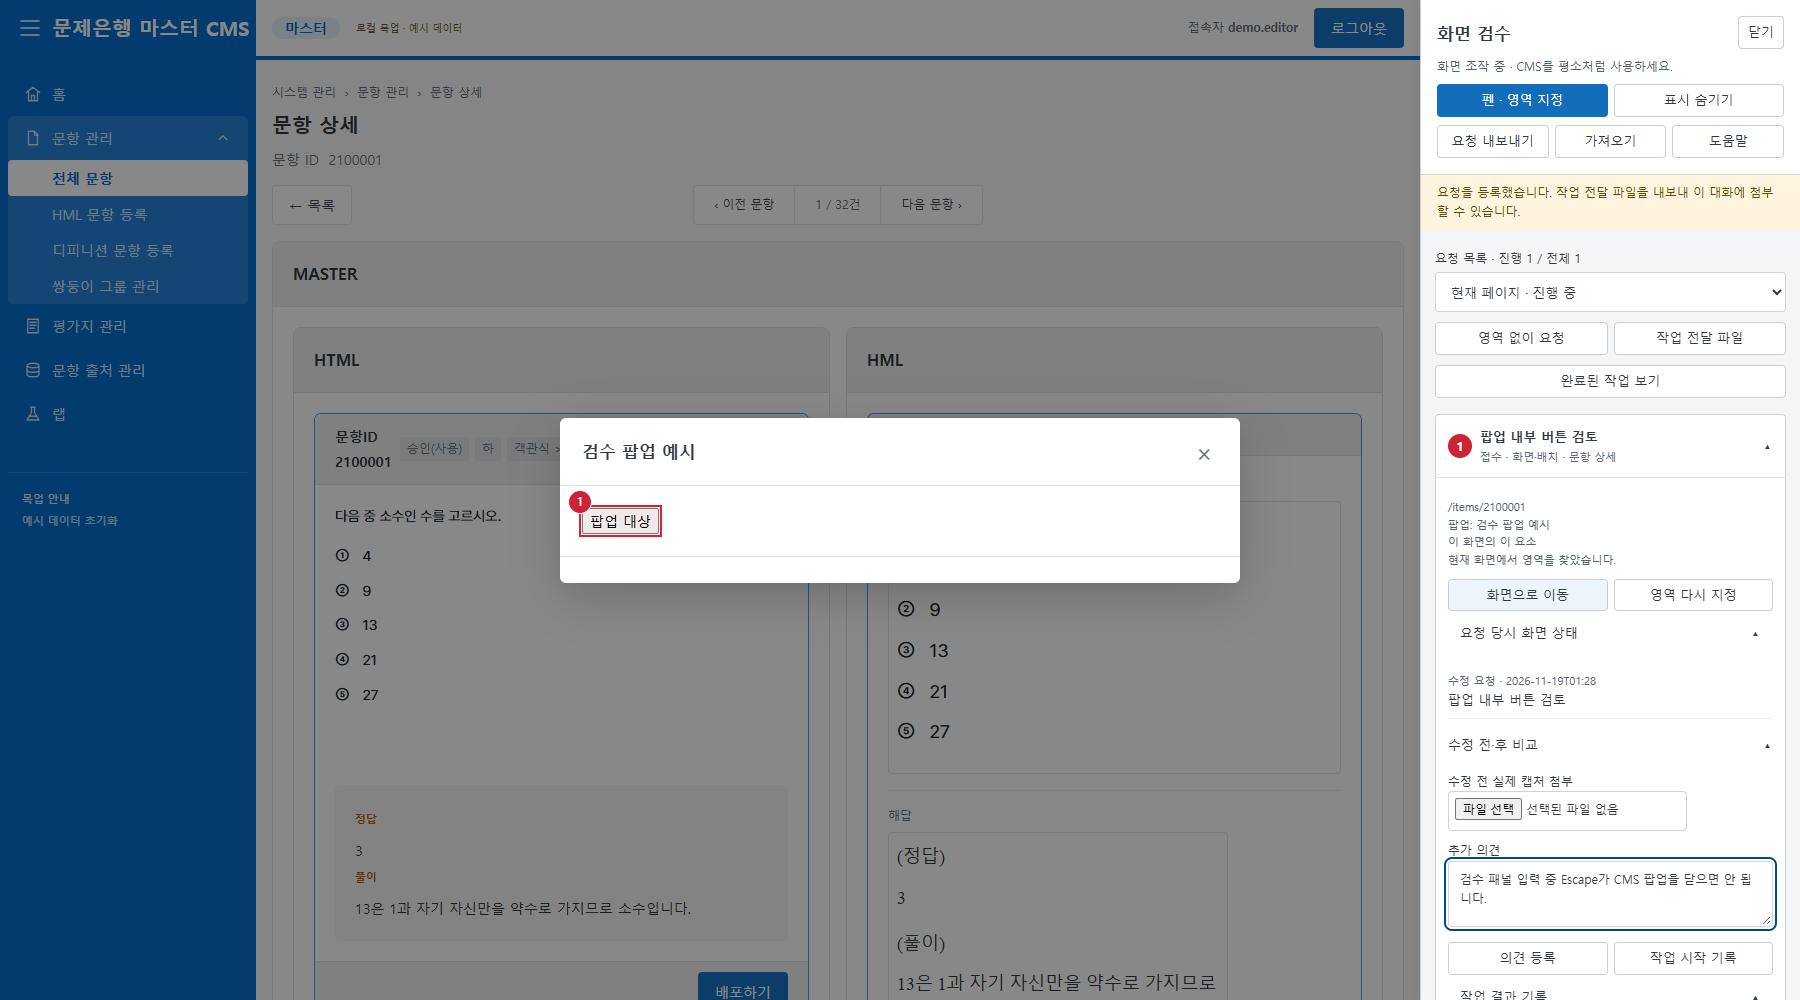 문제은행 마스터 CMS
홈
문항 관리
전체 문항
HML 문항 등록
디피니션 문항 등록
쌍둥이 그룹 관리
평가지 관리
문항 출처 관리
랩
목업 안내
예시 데이터 초기화
마스터
로컬 목업 · 예시 데이터
접속자 demo.editor
로그아웃
시스템 관리 › 문항 관리 › 문항 상세
문항 상세
문항 ID 2100001
← 목록
‹ 이전 문항
1 / 32건
다음 문항 ›
MASTER
HTML
문항ID
2100001
승인(사용)
하
객관식
다음 중 소수인 수를 고르시오.
① 4
② 9
③ 13
④ 21
⑤ 27
정답
3
풀이
13은 1과 자기 자신만을 약수로 가지므로 소수입니다.
배포하기
HML
② 9
③ 13
④ 21
⑤ 27
해답
(정답)
3
(풀이)
13은 1과 자기 자신만을 약수로 가지므로
검수 팝업 예시
×
1
팝업 대상
화면 검수
닫기
화면 조작 중 · CMS를 평소처럼 사용하세요.
펜 · 영역 지정
표시 숨기기
요청 내보내기
가져오기
도움말
요청을 등록했습니다. 작업 전달 파일을 내보내 이 대화에 첨부
할 수 있습니다.
요청 목록 · 진행 1 / 전체 1
현재 페이지 · 진행 중
영역 없이 요청
작업 전달 파일
완료된 작업 보기
1
팝업 내부 버튼 검토
접수 · 화면·배치 · 문항 상세
/items/2100001
팝업: 검수 팝업 예시
이 화면의 이 요소
현재 화면에서 영역을 찾았습니다.
화면으로 이동
영역 다시 지정
요청 당시 화면 상태
수정 요청 · 2026-11-19T01:28
팝업 내부 버튼 검토
수정 전·후 비교
수정 전 실제 캡처 첨부
파일 선택 선택된 파일 없음
추가 의견
검수 패널 입력 중 Escape가 CMS 팝업을 닫으면 안 됩
니다.
의견 등록
작업 시작 기록
작업 결과 기록